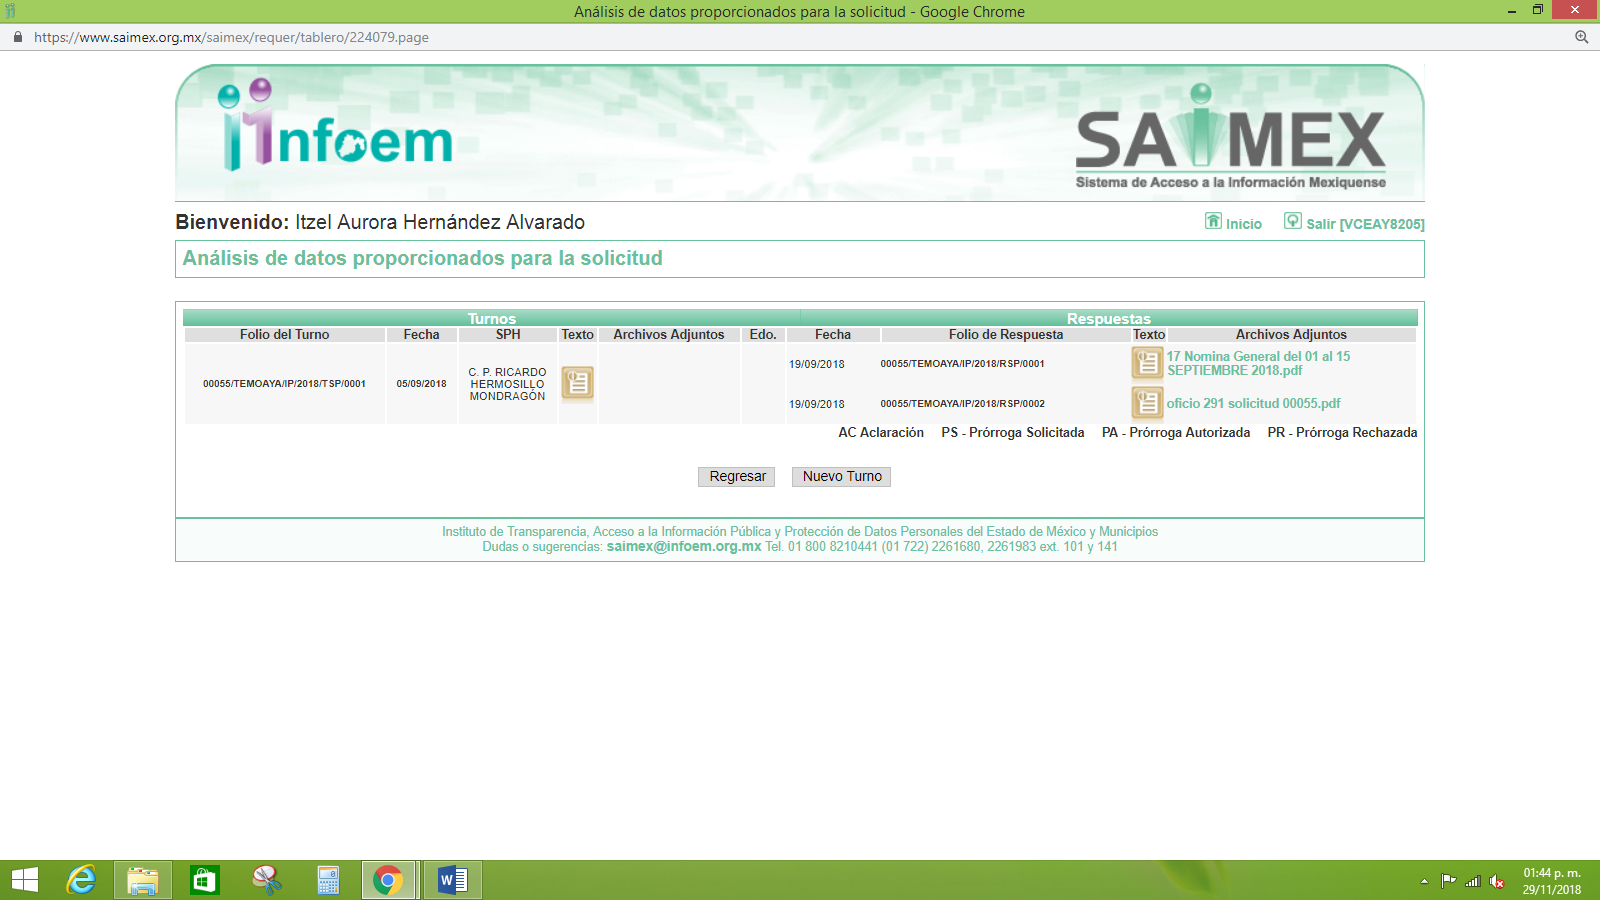 Análisis de datos proporcionados para la solicitud - Google Chrome
https://www.saimex.org.mx/saimex/requer/tablero/224079.page
infoem
SAIMEX
Sistema de Acceso a la Información Mexiquense
Bienvenido: Itzel Aurora Hernández Alvarado
Inicio Salir [VCEAY8205]
Análisis de datos proporcionados para la solicitud
Turnos Respuestas
Folio del Turno Fecha SPH Texto Archivos Adjuntos Edo. Fecha Folio de Respuesta Texto Archivos Adjuntos
00055/TEMOAYA/IP/2018/TSP/0001 05/09/2018 C. P. RICARDO
HERMOSILLO
MONDRAGÓN
19/09/2018 00055/TEMOAYA/IP/2018/RSP/0001 17 Nomina General del 01 al 15
SEPTIEMBRE 2018.pdf
19/09/2018 00055/TEMOAYA/IP/2018/RSP/0002 oficio 291 solicitud 00055.pdf
AC Aclaración PS - Prórroga Solicitada PA - Prórroga Autorizada PR - Prórroga Rechazada
Regresar Nuevo Turno
Instituto de Transparencia, Acceso a la Información Pública y Protección de Datos Personales del Estado de México y Municipios
Dudas o sugerencias: saimex@infoem.org.mx Tel. 01 800 8210441 (01 722) 2261680, 2261983 ext. 101 y 141
01:44 p. m.
29/11/2018